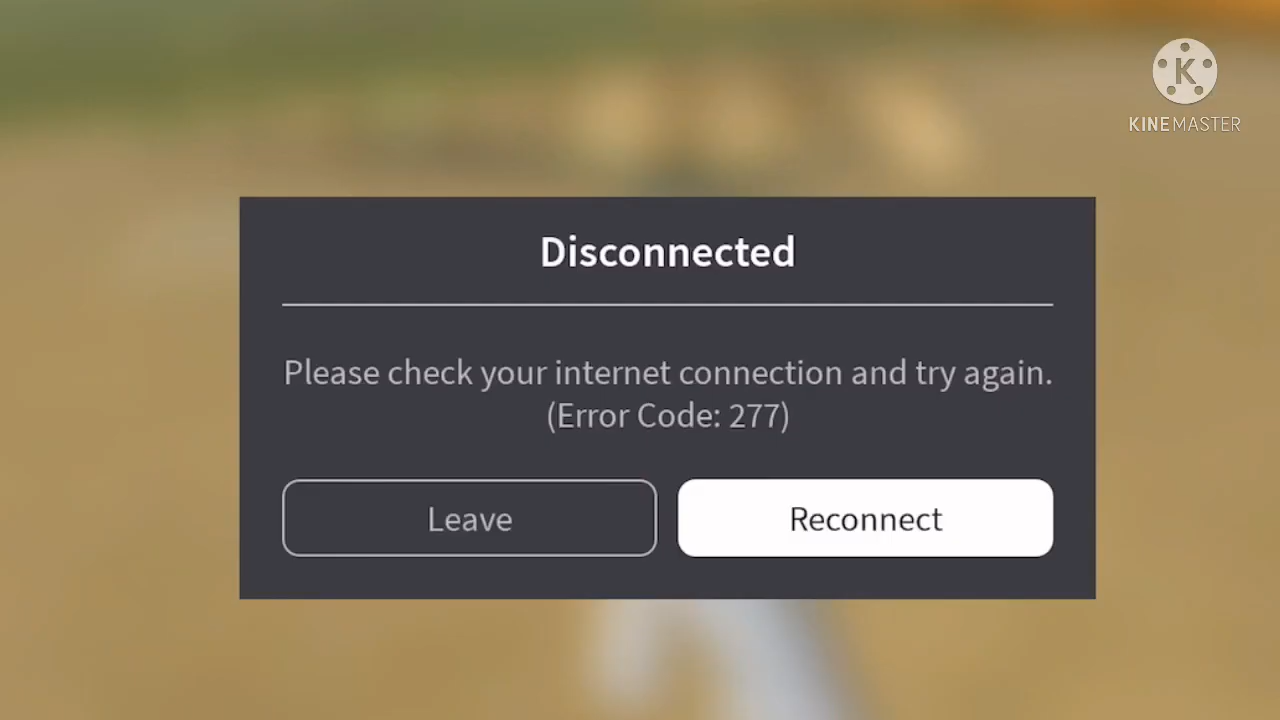 K
KINEMASTER
Disconnected
Please check your internet connection and try again.
(Error Code: 277)
Leave
Reconnect